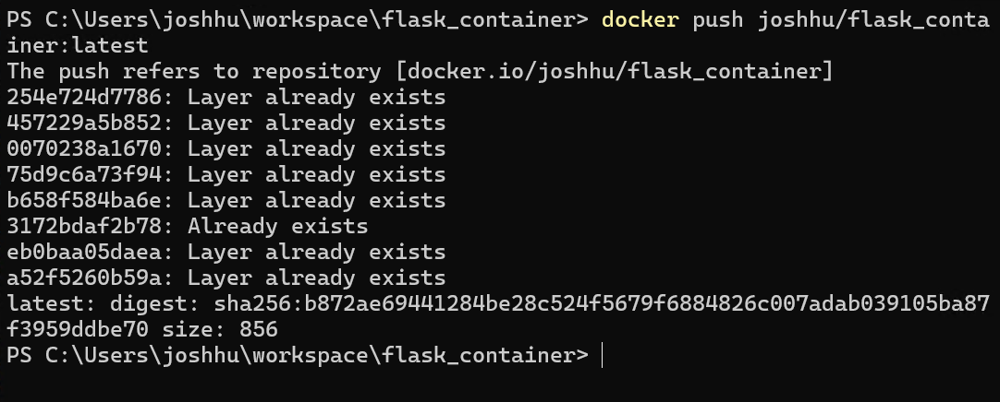 PS C:\Users\joshhu\workspace\flask_container> docker push joshhu/flask_conta
iner:latest
The push refers to repository [docker.io/joshhu/flask_container]
254e724d7786: Layer already exists
457229a5b852: Layer already exists
0070238a1670: Layer already exists
75d9c6a73f94: Layer already exists
b658f584ba6e: Layer already exists
3172bdaf2b78: Already exists
eb0baa05daea: Layer already exists
a52f5260b59a: Layer already exists
latest: digest: sha256:b872ae69441284be28c524f5679f6884826c007adab039105ba87
f3959ddbe70 size: 856
PS C:\Users\joshhu\workspace\flask_container>